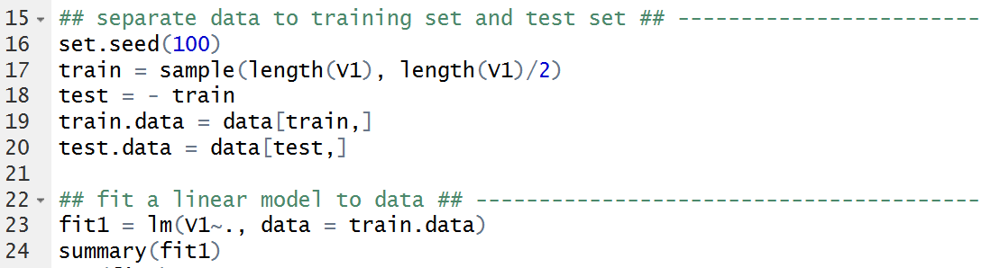 15 ## separate data to training set and test set ## ------------------------
16 set.seed(100)
17 train = sample(length(V1), length(V1)/2)
18 test = - train
19 train.data = data[train,]
20 test.data = data[test,]
21
22 ## fit a linear model to data ## ----------------------------------------
23 fit1 = lm(V1~., data = train.data)
24 summary(fit1)